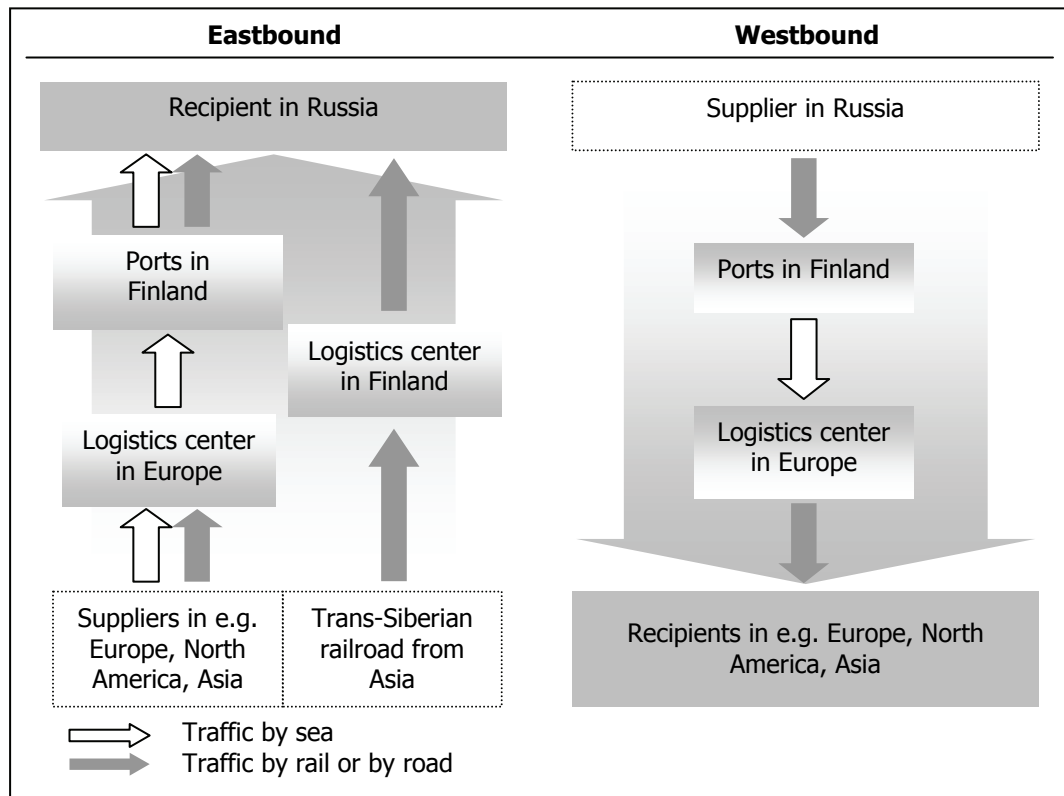 Eastbound
Westbound
Recipient in Russia
Supplier in Russia
Ports in
Finland
Ports in Finland
Logistics center
in Finland
Logistics center
in Europe
Logistics center
in Europe
Suppliers in e.g.
Europe, North
America, Asia
Trans-Siberian
railroad from
Asia
Recipients in e.g. Europe, North
America, Asia
Traffic by sea
Traffic by rail or by road